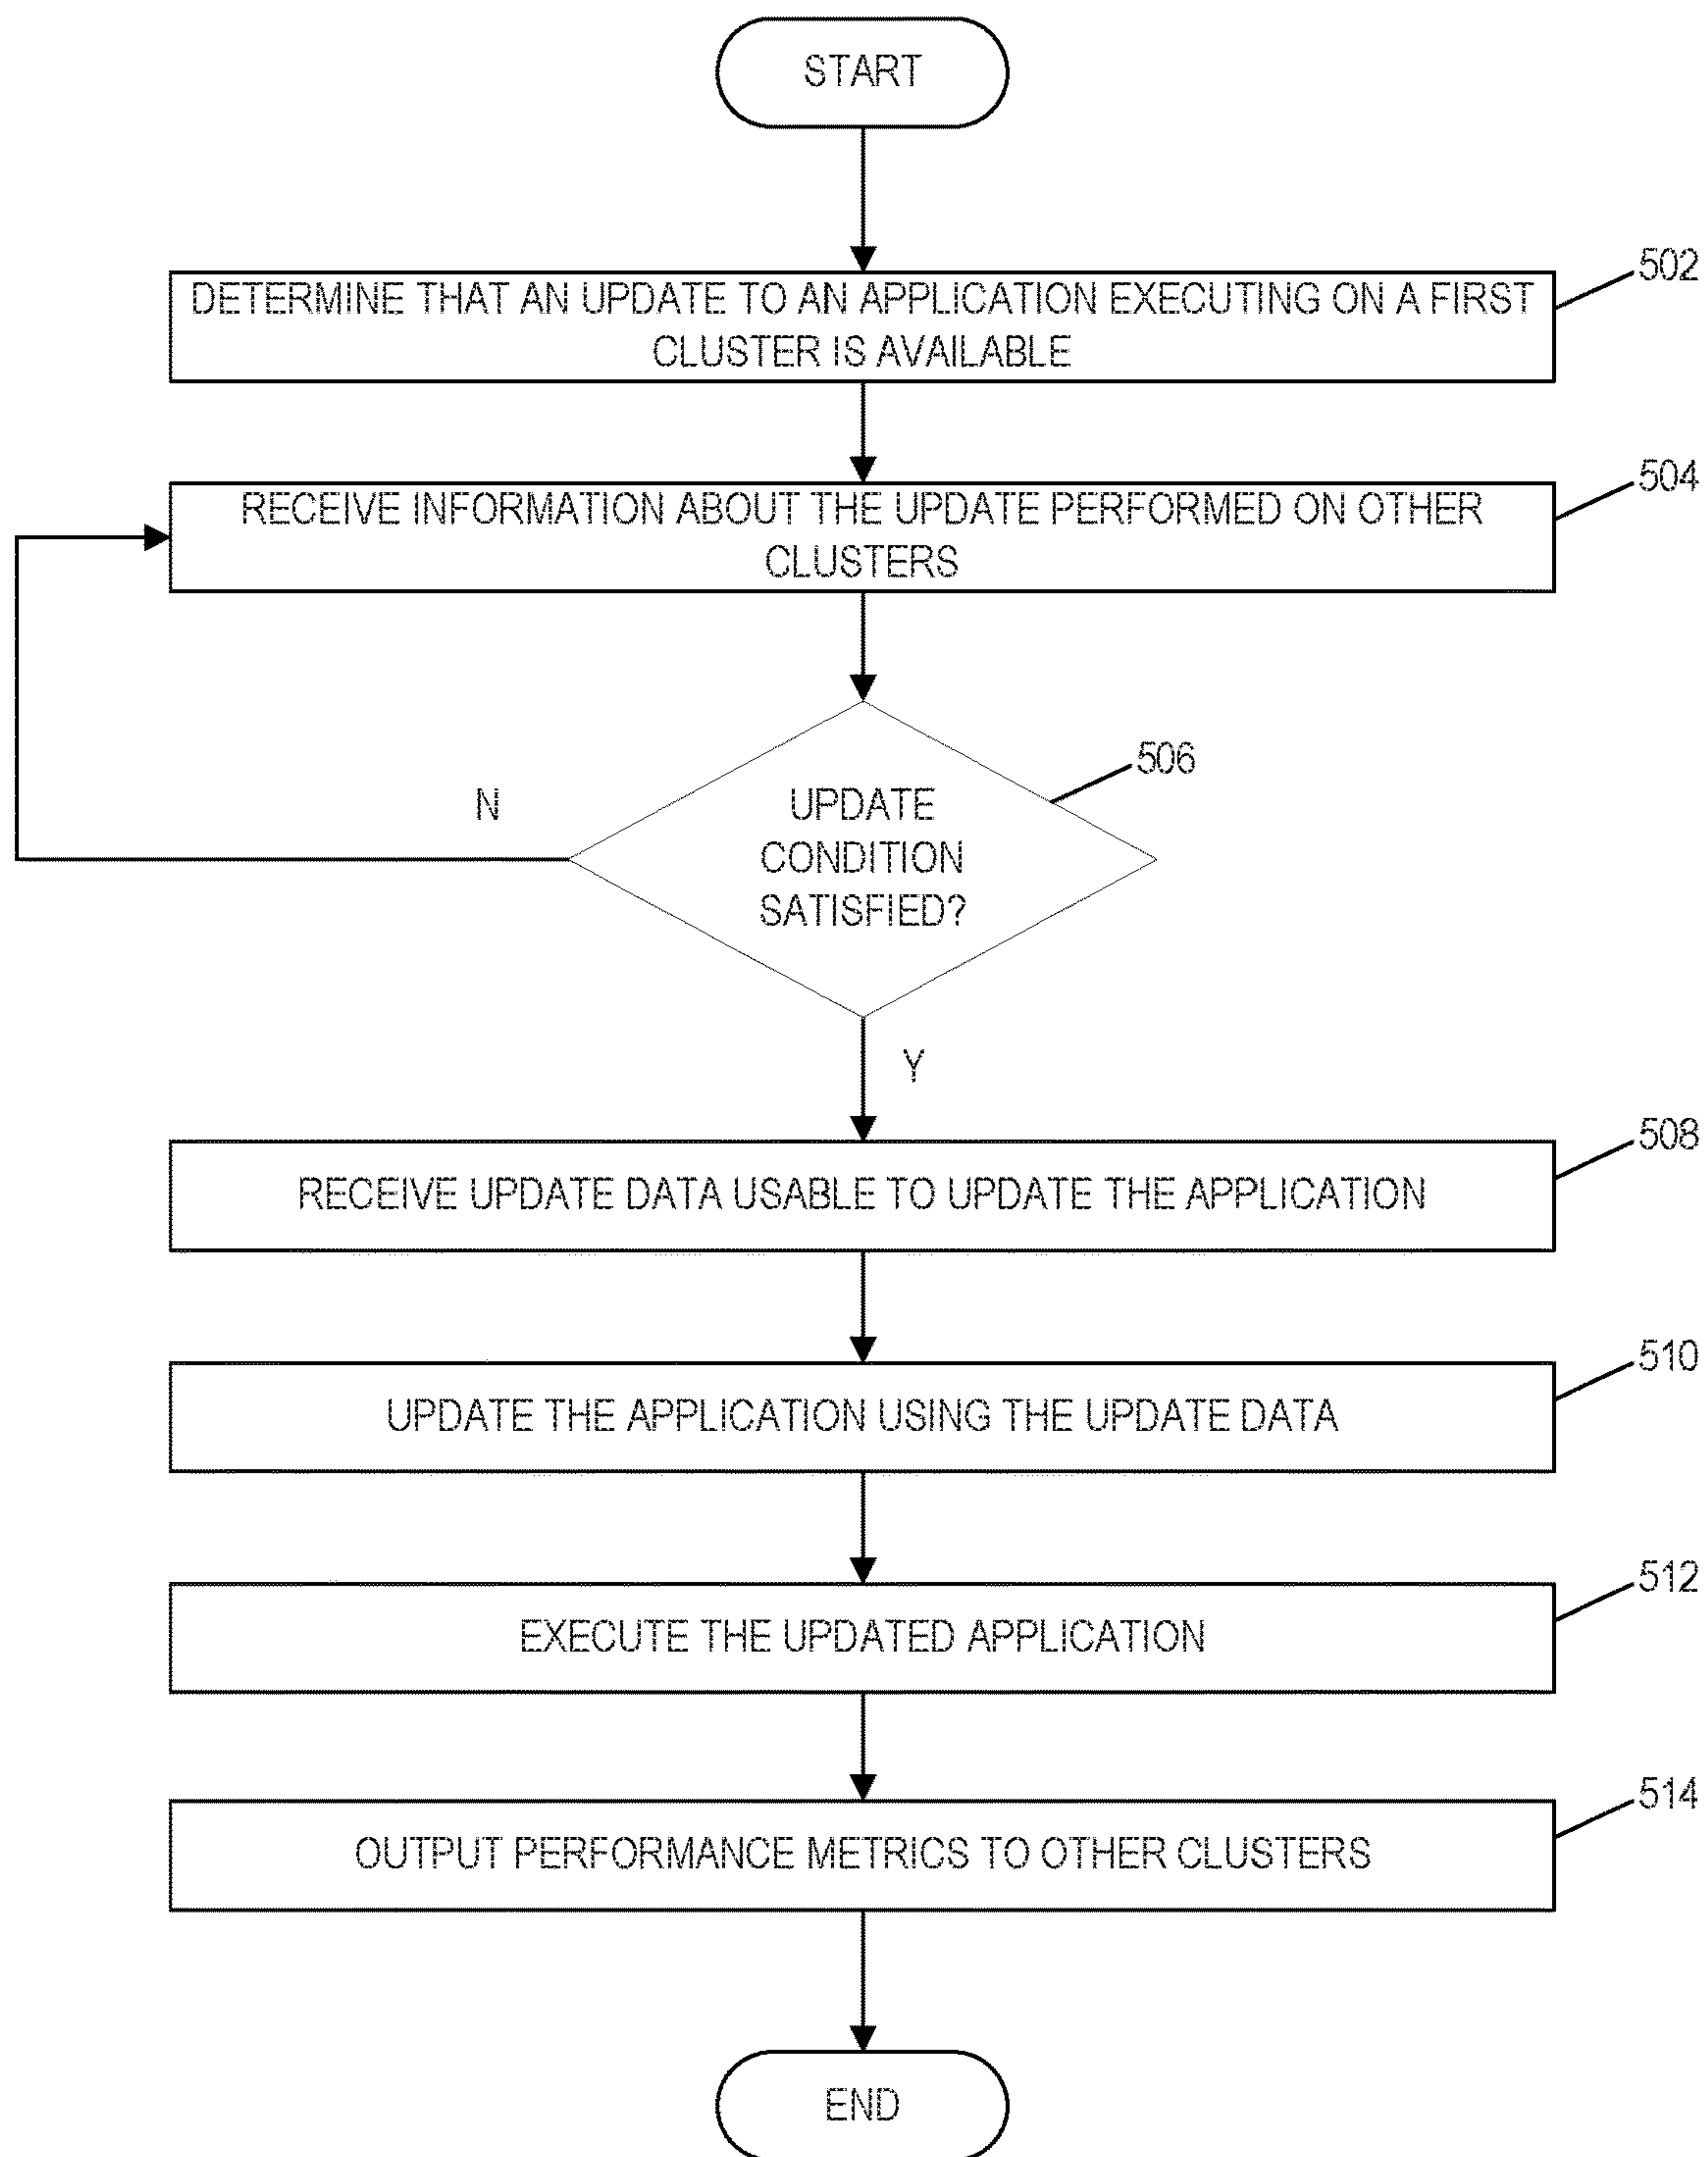 START
502
DETERMINE THAT AN UPDATE TO AN APPLICATION EXECUTING ON A FIRST
CLUSTER IS AVAILABLE
504
RECEIVE INFORMATION ABOUT THE UPDATE PERFORMED ON OTHER
CLUSTERS
506
N
UPDATE
CONDITION
SATISFIED?
Y
508
RECEIVE UPDATE DATA USABLE TO UPDATE THE APPLICATION
510
UPDATE THE APPLICATION USING THE UPDATE DATA
512
EXECUTE THE UPDATED APPLICATION
514
OUTPUT PERFORMANCE METRICS TO OTHER CLUSTERS
END